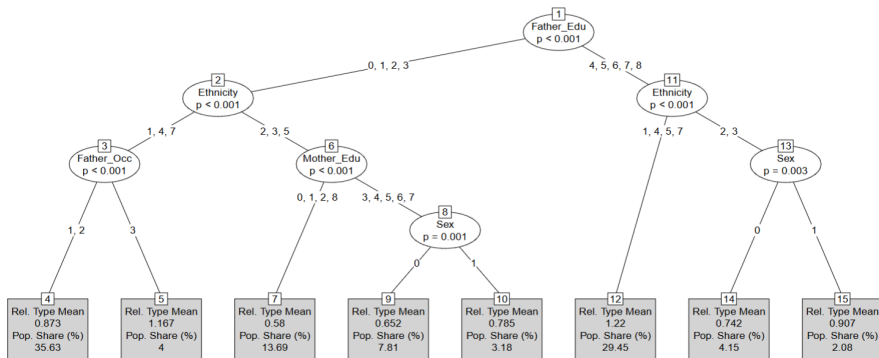 1
Father_Edu
p < 0.001
0, 1, 2, 3
4, 5, 6, 7, 8
2
Ethnicity
p < 0.001
11
Ethnicity
p < 0.001
1, 4, 7
2, 3, 5
1, 4, 5, 7
2, 3
3
Father_Occ
p < 0.001
6
Mother_Edu
p < 0.001
13
Sex
p = 0.003
0, 1, 2, 8
3, 4, 5, 6, 7
8
Sex
p = 0.001
1, 2
3
0
1
0
1
4
Rel. Type Mean
0.873
Pop. Share (%)
35.63
5
Rel. Type Mean
1.167
Pop. Share (%)
4
7
Rel. Type Mean
0.58
Pop. Share (%)
13.69
9
Rel. Type Mean
0.652
Pop. Share (%)
7.81
10
Rel. Type Mean
0.785
Pop. Share (%)
3.18
12
Rel. Type Mean
1.22
Pop. Share (%)
29.45
14
Rel. Type Mean
0.742
Pop. Share (%)
4.15
15
Rel. Type Mean
0.907
Pop. Share (%)
2.08